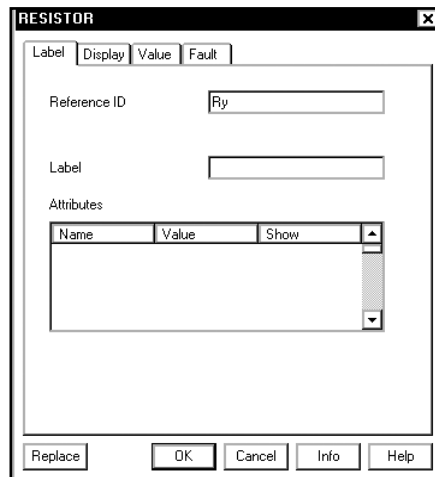 RESISTOR
Label Display Value Fault
Reference ID Ry
Label
Attributes
Name Value Show
Replace OK Cancel Info Help